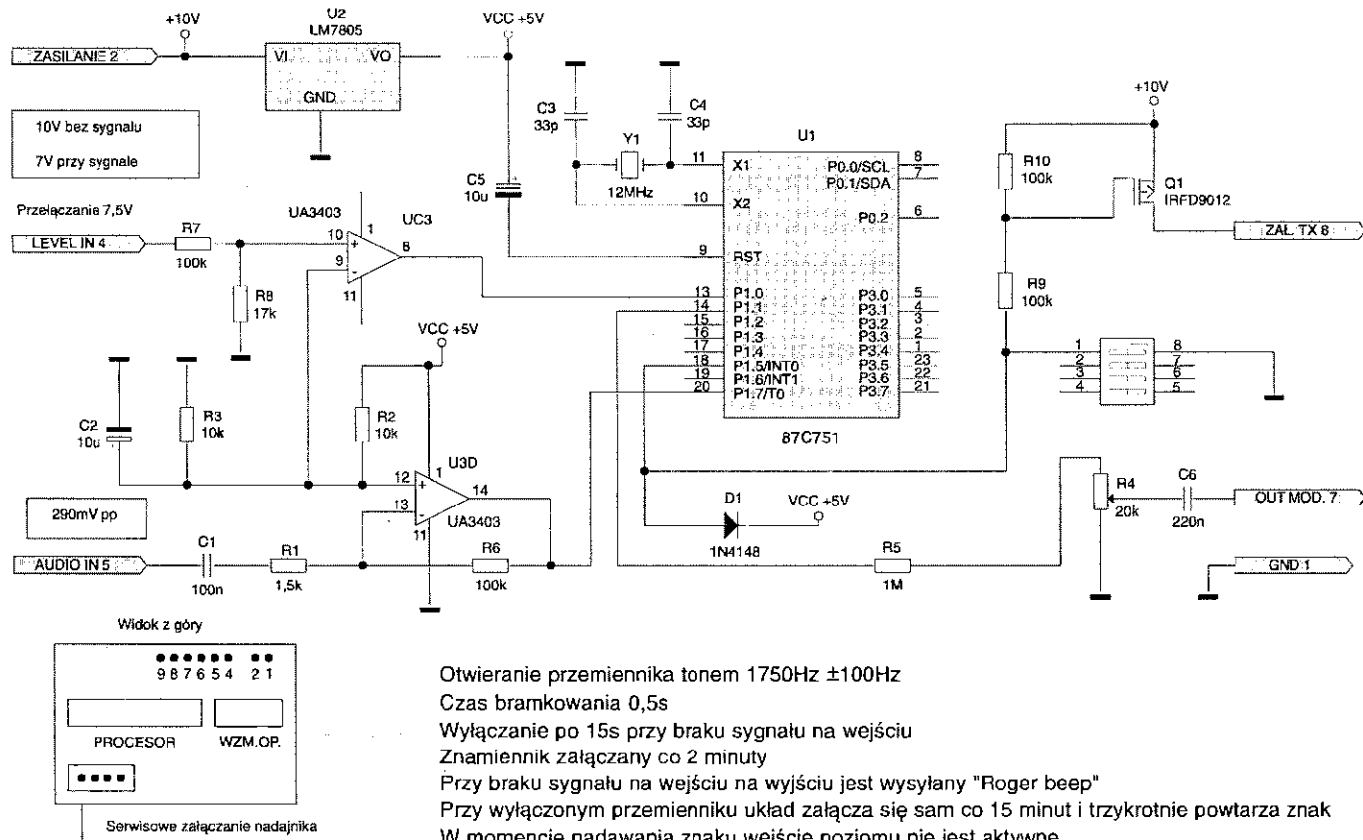 +10V
U2
LM7805
VCC +5V
ZASILANIE 2
VI
VO
GND
10V bez sygnalu
7V przy sygnale
Przełączanie 7,5V
LEVEL IN 4
R7
100k
R8
17k
UA3403
UC3
10
9
1
8
11
C5
10u
C3
33p
C4
33p
Y1
12MHz
U1
11
X1
10
X2
9
RST
13
P1.0
14
P1.1
15
P1.2
16
P1.3
17
P1.4
18
P1.5/INT0
19
P1.6/INT1
20
P1.7/T0
P0.0/SCL
8
P0.1/SDA
7
P0.2
6
P3.0
5
P3.1
4
P3.2
3
P3.3
2
P3.4
1
P3.5
23
P3.6
22
P3.7
21
87C751
+10V
R10
100k
Q1
IRFD9012
ZAŁ. TX 8
R9
100k
1
2
3
4
8
7
6
5
VCC +5V
C2
10u
R3
10k
R2
10k
U3D
12
13
1
14
11
UA3403
290mV pp
AUDIO IN 5
C1
100n
R1
1,5k
R6
100k
D1
1N4148
VCC +5V
R5
1M
R4
20k
C6
220n
OUT MOD. 7
GND 1
Widok z góry
9 8 7 6 5 4 2 1
PROCESOR
WZM.OP.
Serwisowe załączanie nadajnika
Otwieranie przemiennika tonem 1750Hz ±100Hz
Czas bramkowania 0,5s
Wyłączanie po 15s przy braku sygnału na wejściu
Znamiennik załączany co 2 minuty
Przy braku sygnału na wejściu na wyjściu jest wysyłany "Roger beep"
Przy wyłączonym przemienniku układ załącza się sam co 15 minut i trzykrotnie powtarza znak
W momencie nadawania znaku wejście poziomu nie jest aktywne